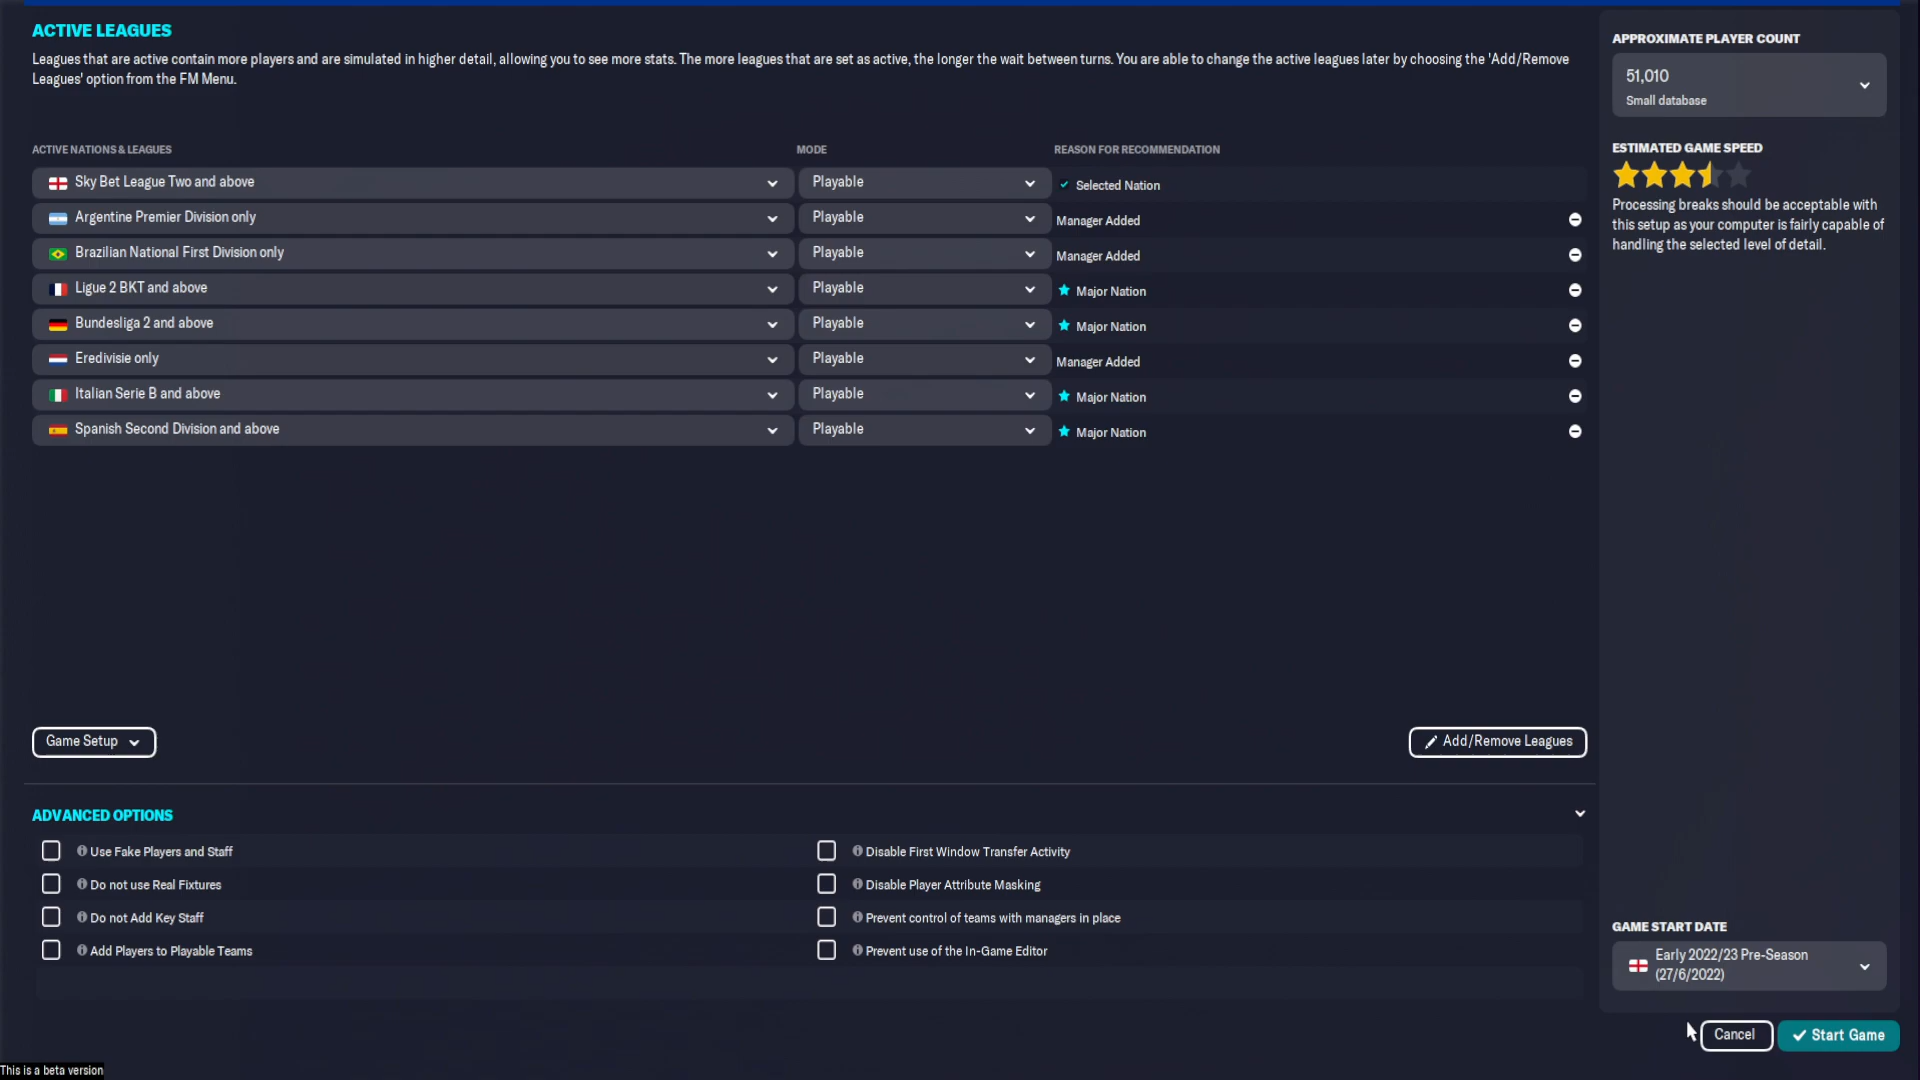 ACTIVE LEAGUES
Leagues that are active contain more players and are simulated in higher detail, allowing you to see more stats. The more leagues that are set as active, the longer the wait between turns. You are able to change the active leagues later by choosing the 'Add/Remove
Leagues' option from the FM Menu.
ACTIVE NATIONS & LEAGUES MODE REASON FOR RECOMMENDATION
Sky Bet League Two and above Playable Selected Nation
Argentine Premier Division only Playable Manager Added
Brazilian National First Division only Playable Manager Added
Ligue 2 BKT and above Playable Major Nation
Bundesliga 2 and above Playable Major Nation
Eredivisie only Playable Manager Added
Italian Serie B and above Playable Major Nation
Spanish Second Division and above Playable Major Nation
Game Setup
Add/Remove Leagues
ADVANCED OPTIONS
Use Fake Players and Staff Disable First Window Transfer Activity
Do not use Real Fixtures Disable Player Attribute Masking
Do not Add Key Staff Prevent control of teams with managers in place
Add Players to Playable Teams Prevent use of the In-Game Editor
APPROXIMATE PLAYER COUNT
51,010
Small database
ESTIMATED GAME SPEED
Processing breaks should be acceptable with
this setup as your computer is fairly capable of
handling the selected level of detail.
GAME START DATE
Early 2022/23 Pre-Season
(27/6/2022)
Cancel
Start Game
This is a beta version